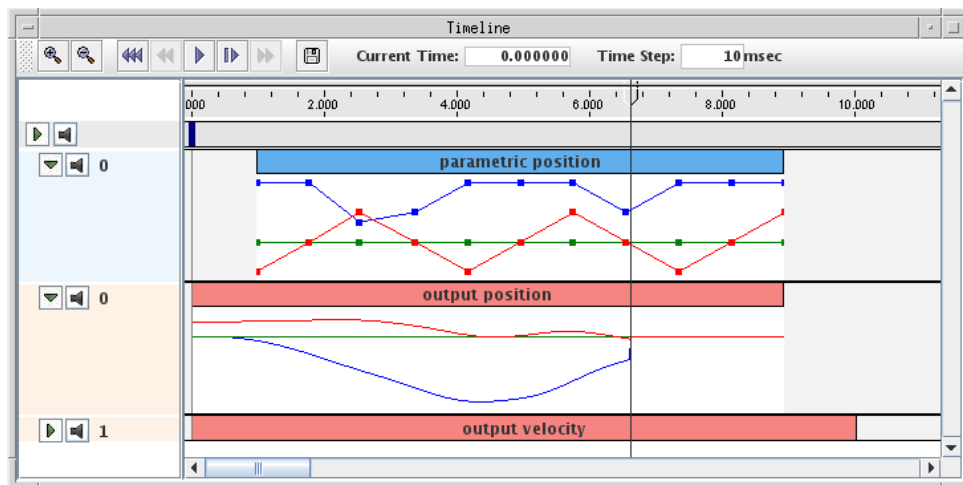 Timeline
Current Time: 0.000000 Time Step: 10 msec
000 2.000 4.000 6.000 8.000 10.000
0 parametric position
0 output position
1 output velocity